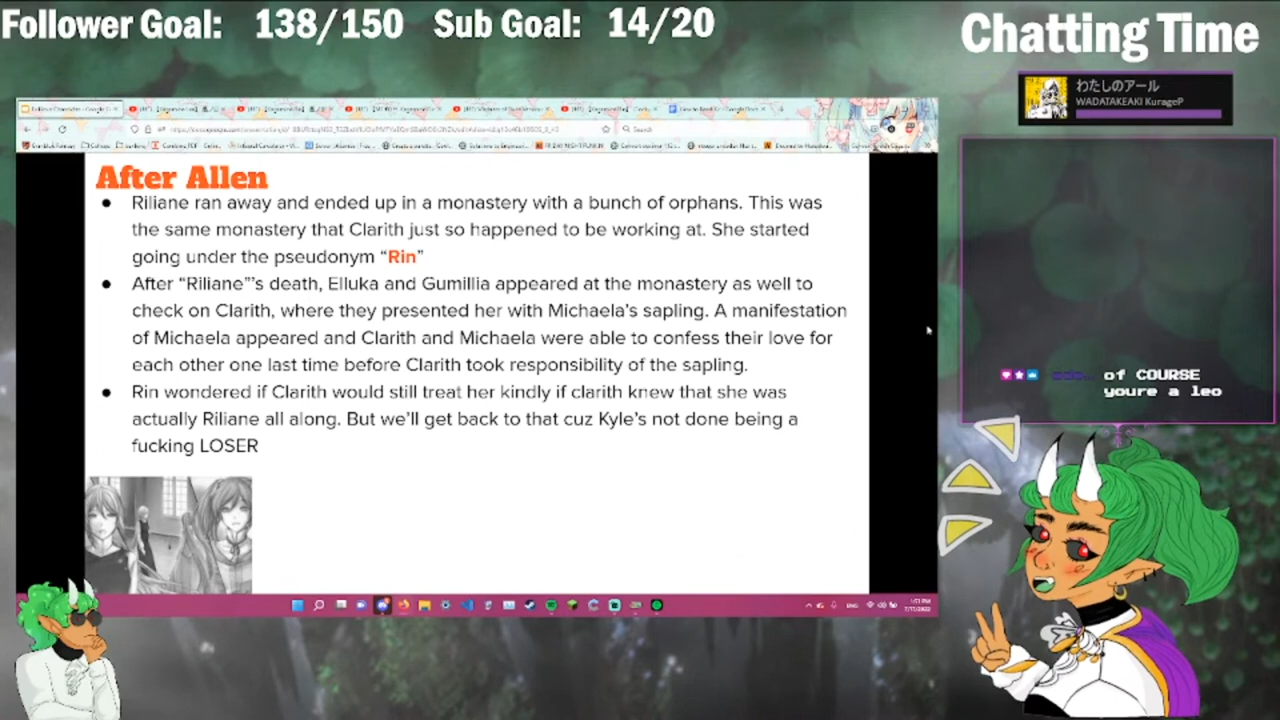 Follower Goal: 138/150 Sub Goal: 14/20
Chatting Time
わたしのアール
WADATAKEAKI KurageP
Search
After Allen
● Riliane ran away and ended up in a monastery with a bunch of orphans. This was
the same monastery that Clarith just so happened to be working at. She started
going under the pseudonym “Rin”
● After “Riliane”’s death, Elluka and Gumillia appeared at the monastery as well to
check on Clarith, where they presented her with Michaela’s sapling. A manifestation
of Michaela appeared and Clarith and Michaela were able to confess their love for
each other one last time before Clarith took responsibility of the sapling.
● Rin wondered if Clarith would still treat her kindly if clarith knew that she was
actually Riliane all along. But we’ll get back to that cuz Kyle’s not done being a
fucking LOSER
of COURSE
youre a leo